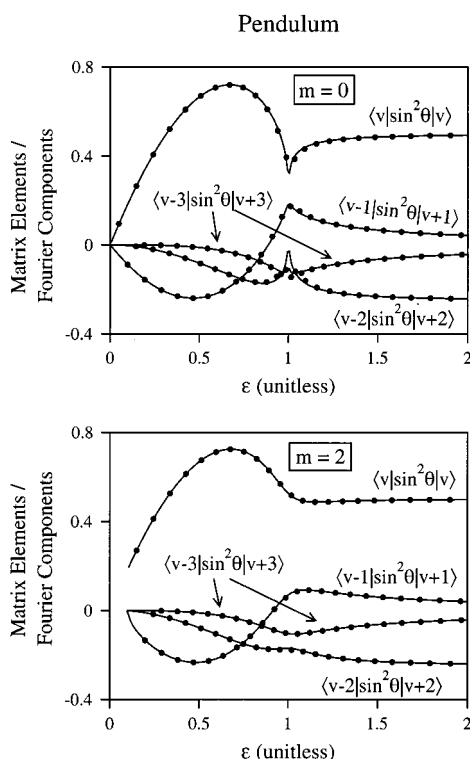 Pendulum
Matrix Elements /
Fourier Components
0.8
0.4
0
-0.4
m = 0
⟨v|sin²θ|v⟩
⟨v-3|sin²θ|v+3⟩
⟨v-1|sin²θ|v+1⟩
⟨v-2|sin²θ|v+2⟩
0 0.5 1 1.5 2
ε (unitless)
Matrix Elements /
Fourier Components
0.8
0.4
0
-0.4
m = 2
⟨v|sin²θ|v⟩
⟨v-3|sin²θ|v+3⟩
⟨v-1|sin²θ|v+1⟩
⟨v-2|sin²θ|v+2⟩
0 0.5 1 1.5 2
ε (unitless)